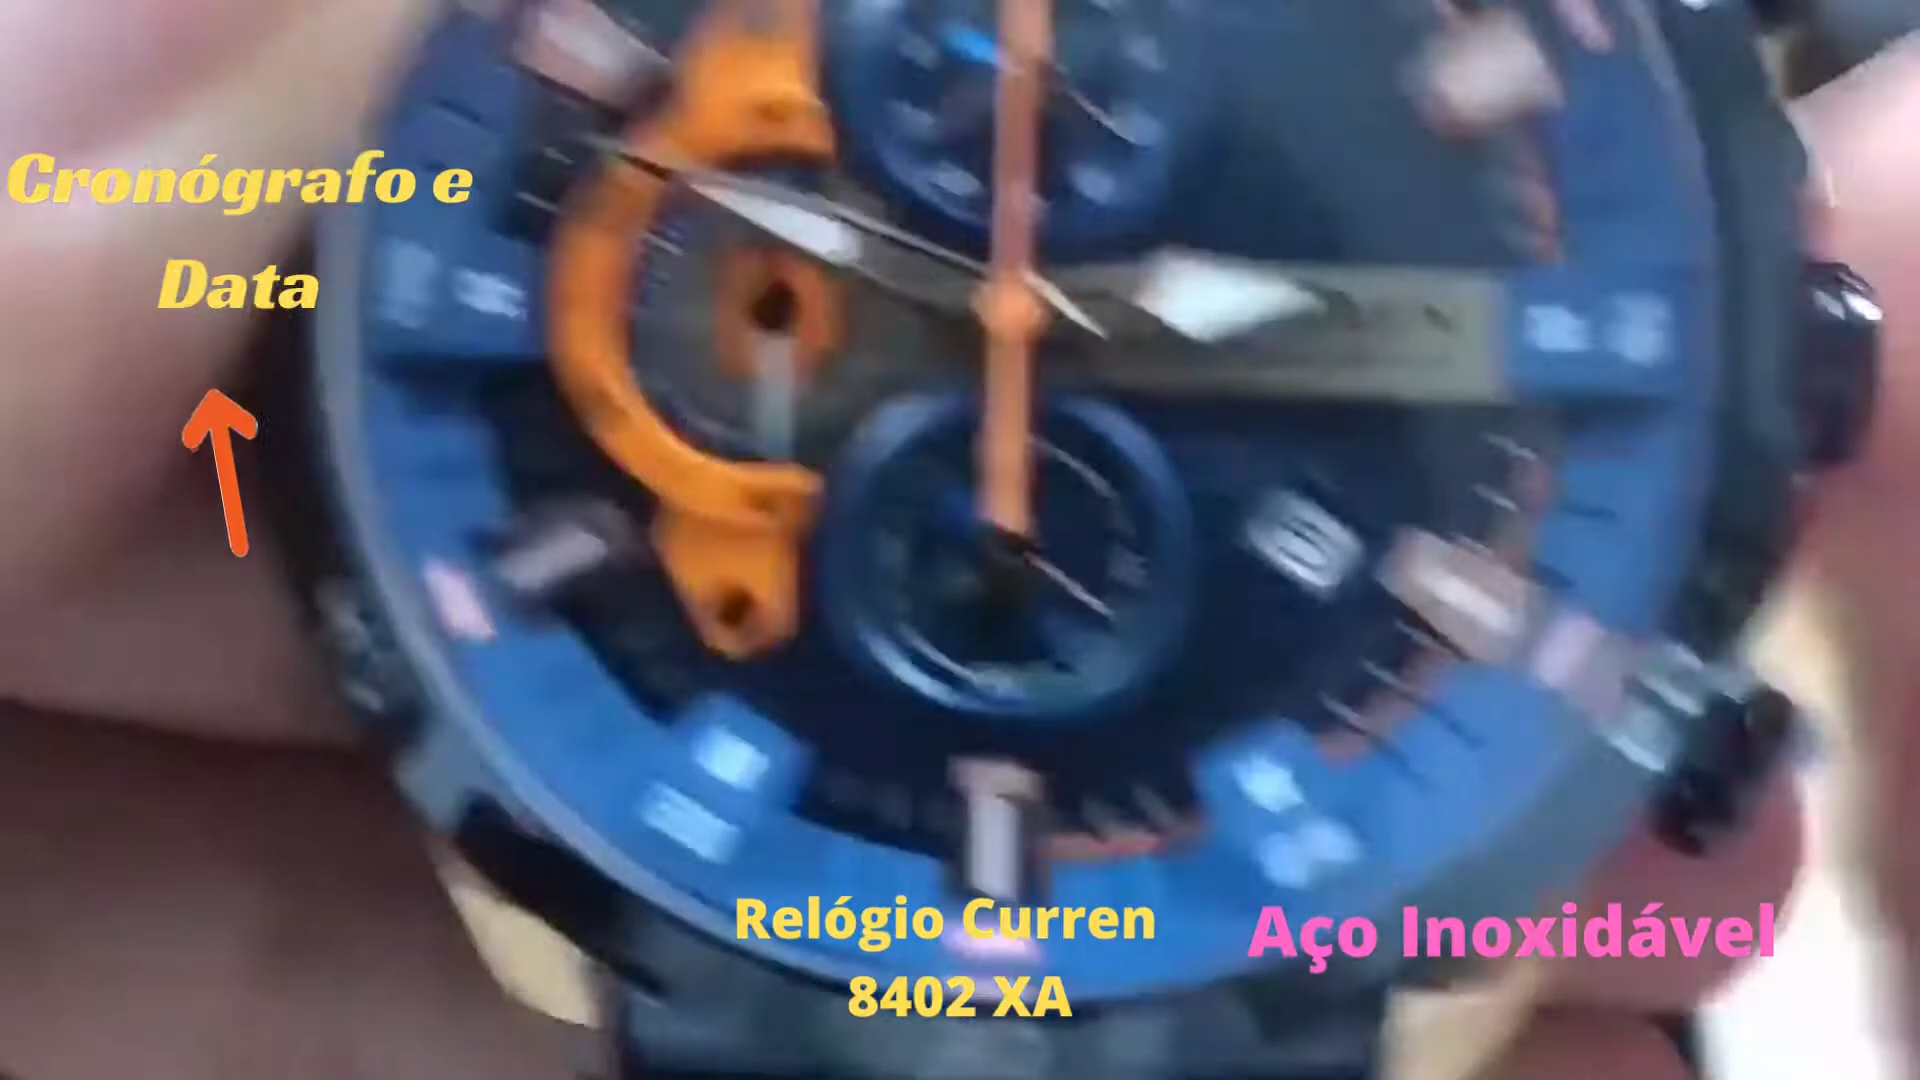 Cronógrafo e
Data
Relógio Curren
8402 XA
Aço Inoxidável